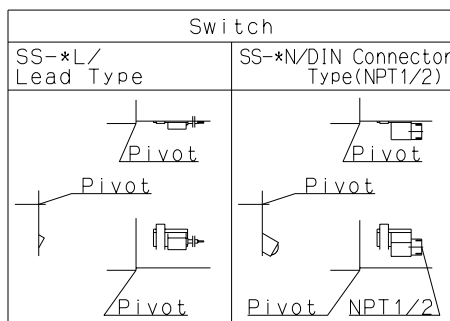 Switch
SS-*L/
Lead Type
SS-*N/DIN Connector
Type(NPT1/2)
Pivot
Pivot
Pivot
Pivot
Pivot
Pivot
NPT1/2